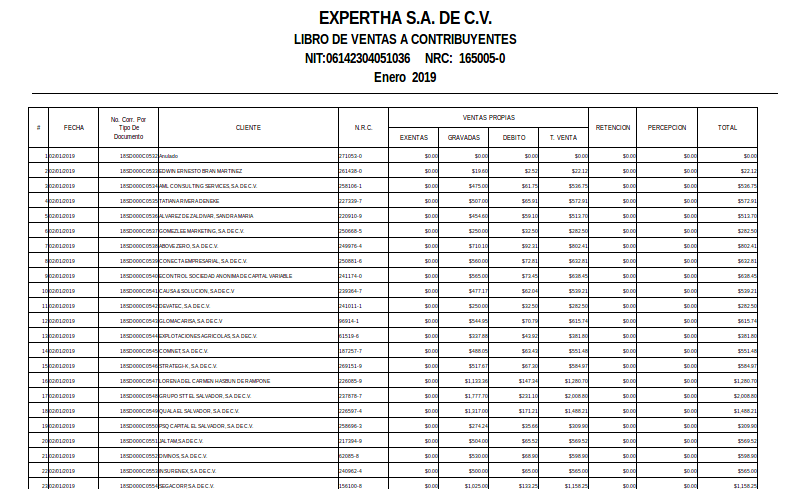 EXPERTHA S.A. DE C.V.
LIBRO DE VENTAS A CONTRIBUYENTES
NIT:06142304051036 NRC: 165005-0
Enero 2019
# FECHA No. Corr. Por Tipo De Documento CLIENTE N.R.C. VENTAS PROPIAS RETENCION PERCEPCION TOTAL
EXENTAS GRAVADAS DEBITO T. VENTA
1 02/01/2019 18SD000C0532 Anulado 271053-0 $0.00 $0.00 $0.00 $0.00 $0.00 $0.00 $0.00
2 02/01/2019 18SD000C0533 EDWIN ERNESTO BRAN MARTINEZ 261438-0 $0.00 $19.60 $2.52 $22.12 $0.00 $0.00 $22.12
3 02/01/2019 18SD000C0534 AML CONSULTING SERVICES, S.A. DE C.V. 258106-1 $0.00 $475.00 $61.75 $536.75 $0.00 $0.00 $536.75
4 02/01/2019 18SD000C0535 TATIANA RIVERA DENEKE 227339-7 $0.00 $507.00 $65.91 $572.91 $0.00 $0.00 $572.91
5 02/01/2019 18SD000C0536 ALVAREZ DE ZALDIVAR, SANDRA MARIA 220910-9 $0.00 $454.60 $59.10 $513.70 $0.00 $0.00 $513.70
6 02/01/2019 18SD000C0537 GOMEZLEE MARKETING, S.A. DE C.V. 250668-5 $0.00 $250.00 $32.50 $282.50 $0.00 $0.00 $282.50
7 02/01/2019 18SD000C0538 ABOVE ZERO, S.A. DE C.V. 249976-4 $0.00 $710.10 $92.31 $802.41 $0.00 $0.00 $802.41
8 02/01/2019 18SD000C0539 CONECTA EMPRESARIAL, S.A. DE C.V. 250881-6 $0.00 $560.00 $72.81 $632.81 $0.00 $0.00 $632.81
9 02/01/2019 18SD000C0540 ECONTROL SOCIEDAD ANONIMA DE CAPITAL VARIABLE 241174-0 $0.00 $565.00 $73.45 $638.45 $0.00 $0.00 $638.45
10 02/01/2019 18SD000C0541 CAUSA & SOLUCION, S.A DE C.V 239364-7 $0.00 $477.17 $62.04 $539.21 $0.00 $0.00 $539.21
11 02/01/2019 18SD000C0542 DEVATEC, S.A. DE C.V. 241011-1 $0.00 $250.00 $32.50 $282.50 $0.00 $0.00 $282.50
12 02/01/2019 18SD000C0543 GLOMACARISA, S.A. DE C.V 96914-1 $0.00 $544.95 $70.79 $615.74 $0.00 $0.00 $615.74
13 02/01/2019 18SD000C0544 EXPLOTACIONES AGRICOLAS, S.A. DE C.V. 61519-6 $0.00 $337.88 $43.92 $381.80 $0.00 $0.00 $381.80
14 02/01/2019 18SD000C0545 COMNET, S.A. DE C.V. 187257-7 $0.00 $488.05 $63.43 $551.48 $0.00 $0.00 $551.48
15 02/01/2019 18SD000C0546 STRATEGI-K , S.A. DE C.V. 269151-9 $0.00 $517.67 $67.30 $584.97 $0.00 $0.00 $584.97
16 02/01/2019 18SD000C0547 LORENA DEL CARMEN HASBUN DE RAMPONE 226085-9 $0.00 $1,133.36 $147.34 $1,280.70 $0.00 $0.00 $1,280.70
17 02/01/2019 18SD000C0548 GRUPO STT EL SALVADOR, S.A. DE C.V. 237878-7 $0.00 $1,777.70 $231.10 $2,008.80 $0.00 $0.00 $2,008.80
18 02/01/2019 18SD000C0549 QUALA EL SALVADOR, S.A. DE C.V. 226597-4 $0.00 $1,317.00 $171.21 $1,488.21 $0.00 $0.00 $1,488.21
19 02/01/2019 18SD000C0550 PSQ CAPITAL EL SALVADOR, S.A. DE C.V. 258696-3 $0.00 $274.24 $35.66 $309.90 $0.00 $0.00 $309.90
20 02/01/2019 18SD000C0551 JALTAM S.A DE C.V. 217394-9 $0.00 $504.00 $65.52 $569.52 $0.00 $0.00 $569.52
21 02/01/2019 18SD000C0552 DIVINOS, S.A. DE C.V. 62085-8 $0.00 $530.00 $68.90 $598.90 $0.00 $0.00 $598.90
22 02/01/2019 18SD000C0553 INSURENEX, S.A. DE C.V. 240962-4 $0.00 $500.00 $65.00 $565.00 $0.00 $0.00 $565.00
23 02/01/2019 18SD000C0554 SEGACORP, S.A. DE C.V. 156100-8 $0.00 $1,025.00 $133.25 $1,158.25 $0.00 $0.00 $1,158.25